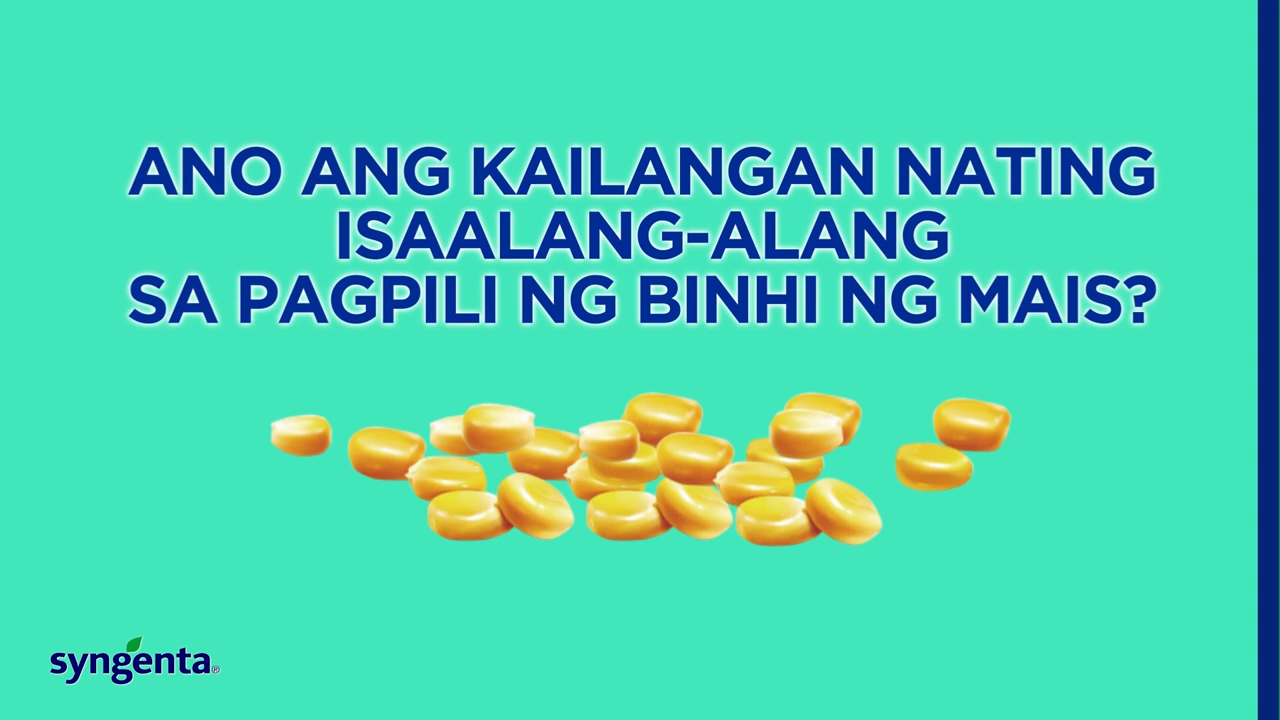 ANO ANG KAILANGAN NATING
ISAALANG-ALANG
SA PAGPILI NG BINHI NG MAIS?
syngenta®